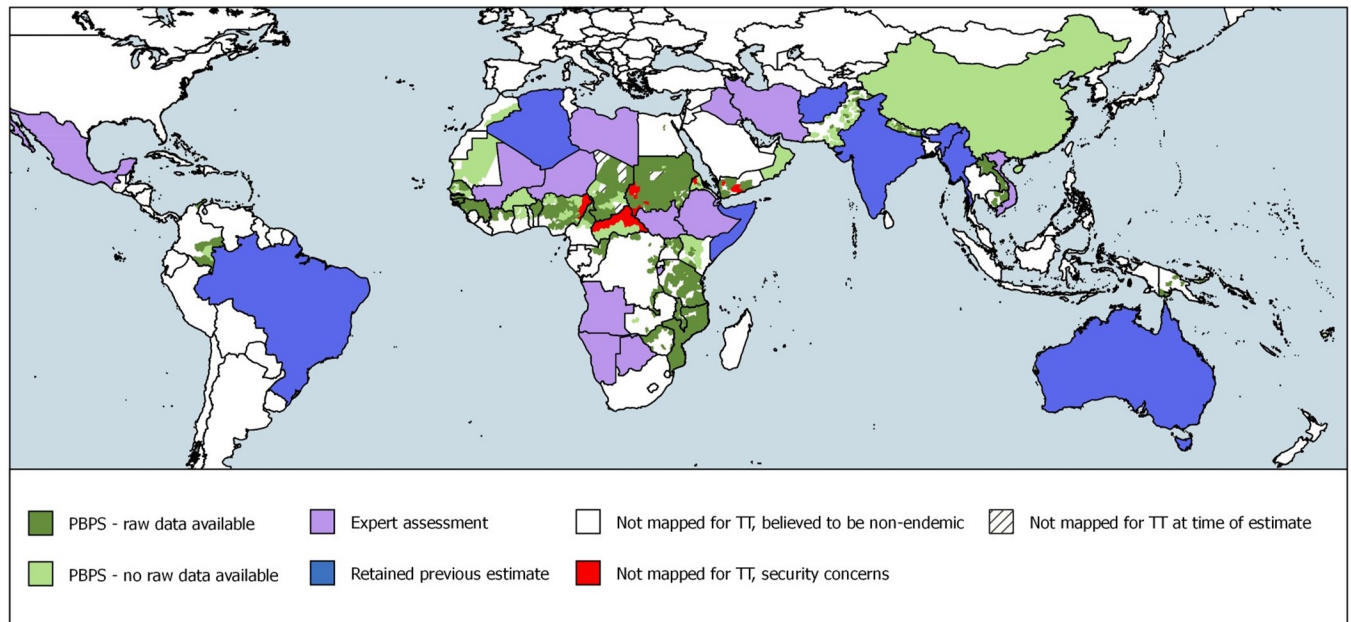 PBPS - raw data available
Expert assessment
Not mapped for TT, believed to be non-endemic
Not mapped for TT at time of estimate
PBPS - no raw data available
Retained previous estimate
Not mapped for TT, security concerns